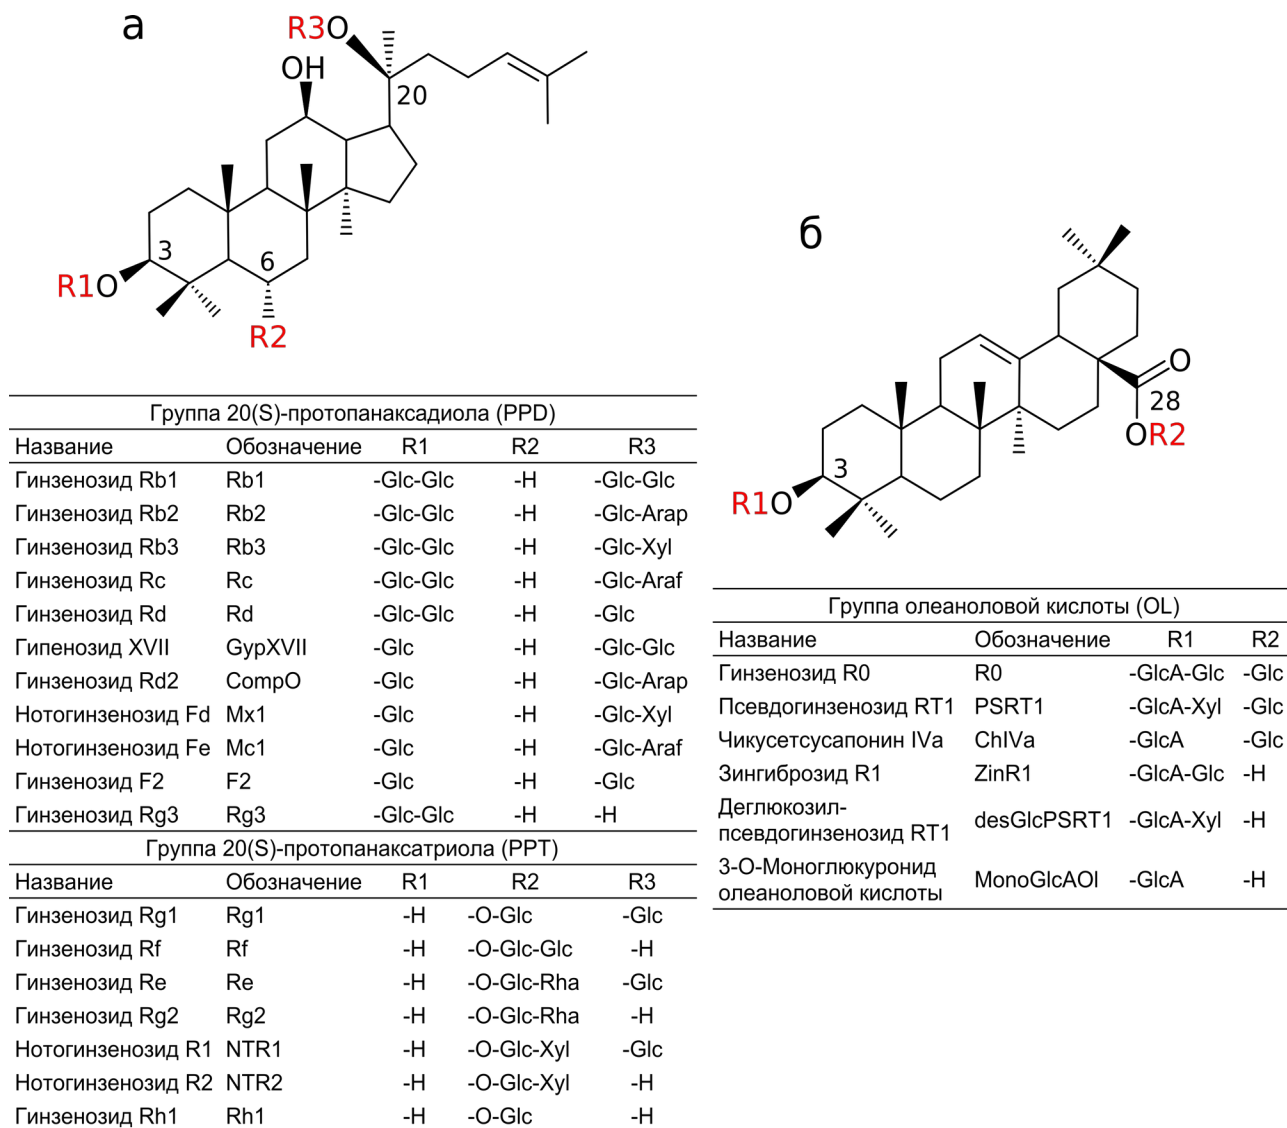 а
R3O
OH
20
3
6
R1O
R2
Группа 20(S)-протопанаксадиола (PPD)
Название Обозначение R1 R2 R3
Гинзенозид Rb1 Rb1 -Glc-Glc -H -Glc-Glc
Гинзенозид Rb2 Rb2 -Glc-Glc -H -Glc-Arap
Гинзенозид Rb3 Rb3 -Glc-Glc -H -Glc-Xyl
Гинзенозид Rc Rc -Glc-Glc -H -Glc-Araf
Гинзенозид Rd Rd -Glc-Glc -H -Glc
Гипенозид XVII GypXVII -Glc -H -Glc-Glc
Гинзенозид Rd2 CompO -Glc -H -Glc-Arap
Нотогинзенозид Fd Mx1 -Glc -H -Glc-Xyl
Нотогинзенозид Fe Mc1 -Glc -H -Glc-Araf
Гинзенозид F2 F2 -Glc -H -Glc
Гинзенозид Rg3 Rg3 -Glc-Glc -H -H
Группа 20(S)-протопанаксатриола (PPT)
Название Обозначение R1 R2 R3
Гинзенозид Rg1 Rg1 -H -O-Glc -Glc
Гинзенозид Rf Rf -H -O-Glc-Glc -H
Гинзенозид Re Re -H -O-Glc-Rha -Glc
Гинзенозид Rg2 Rg2 -H -O-Glc-Rha -H
Нотогинзенозид R1 NTR1 -H -O-Glc-Xyl -Glc
Нотогинзенозид R2 NTR2 -H -O-Glc-Xyl -H
Гинзенозид Rh1 Rh1 -H -O-Glc -H
б
O
28
OR2
3
R1O
Группа олеаноловой кислоты (OL)
Название Обозначение R1 R2
Гинзенозид R0 R0 -GlcA-Glc -Glc
Псевдогинзенозид RT1 PSRT1 -GlcA-Xyl -Glc
Чикусетсусапонин IVa ChIVa -GlcA -Glc
Зингиброзид R1 ZinR1 -GlcA-Glc -H
Деглюкозил-
псевдогинзенозид RT1 desGlcPSRT1 -GlcA-Xyl -H
3-O-Моноглюкуронид
олеаноловой кислоты MonoGlcAOl -GlcA -H